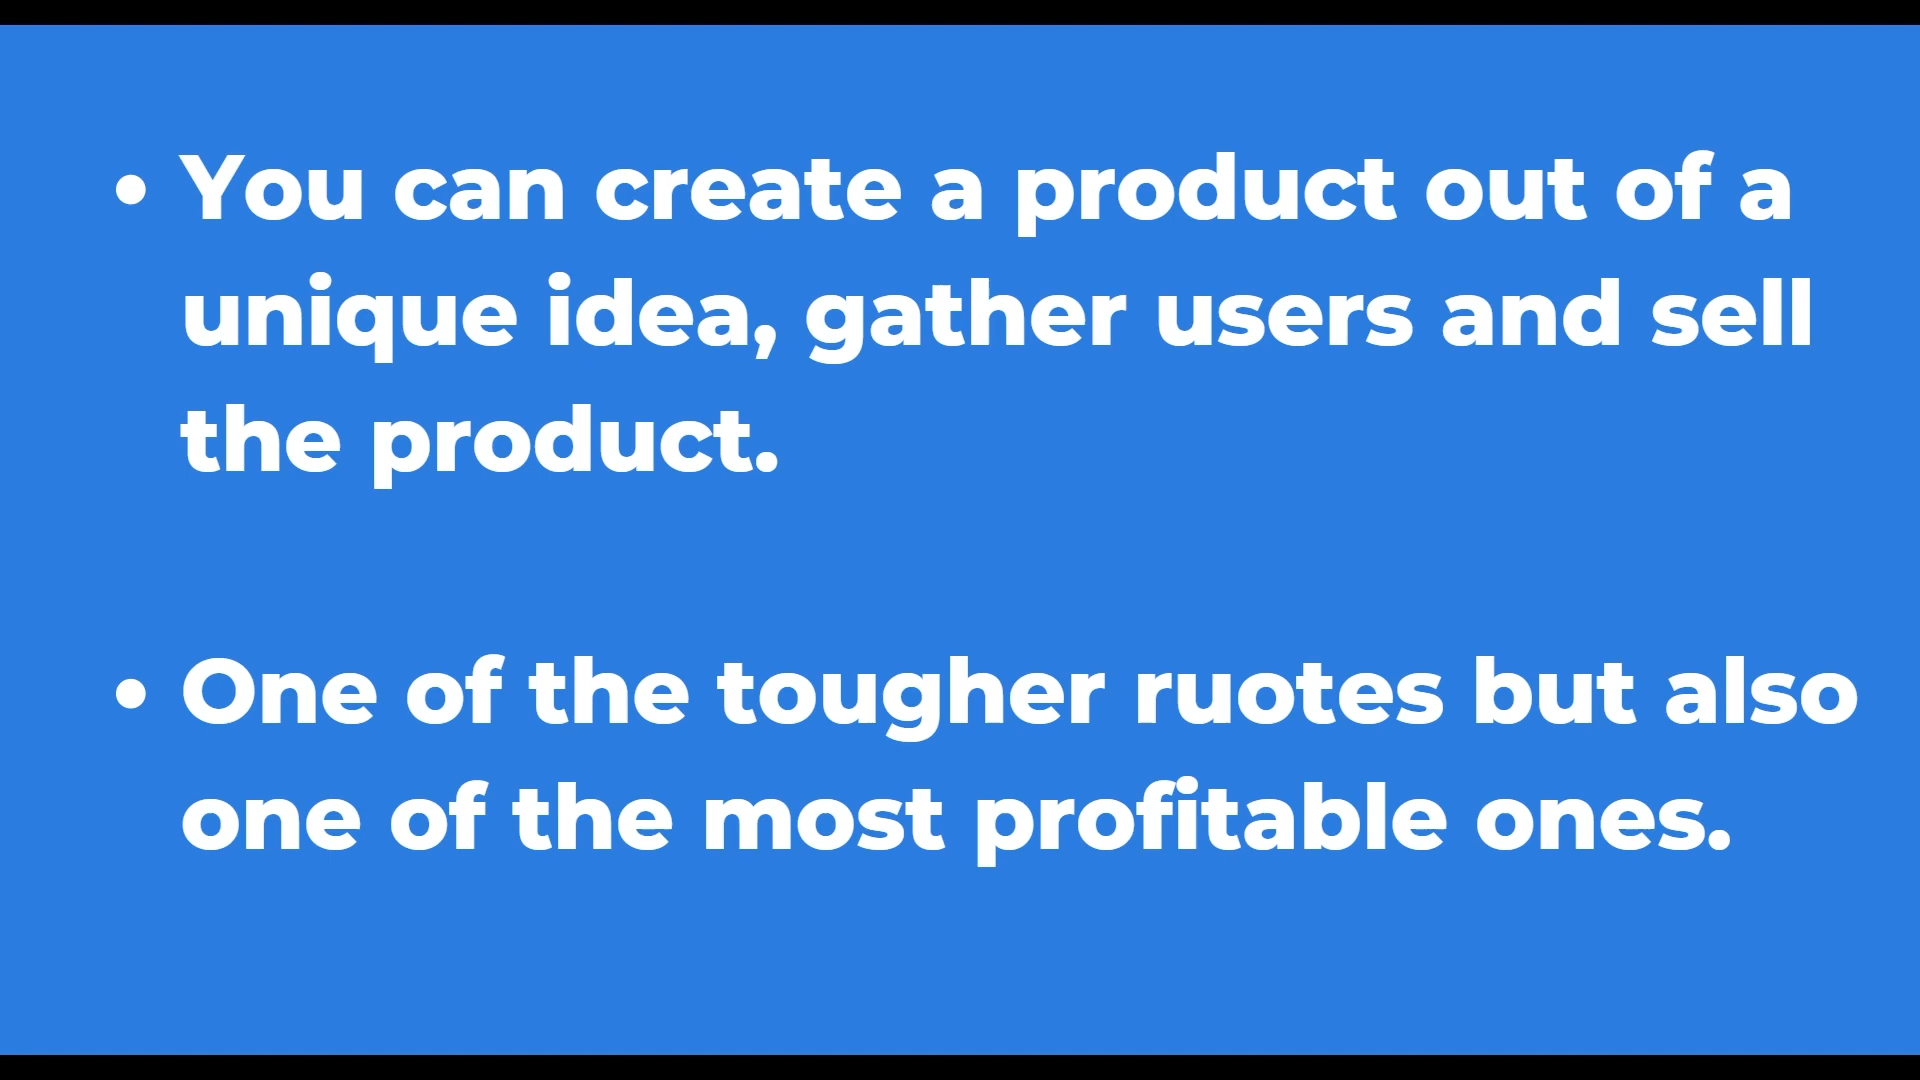 • You can create a product out of a
unique idea, gather users and sell
the product.
• One of the tougher ruotes but also
one of the most profitable ones.